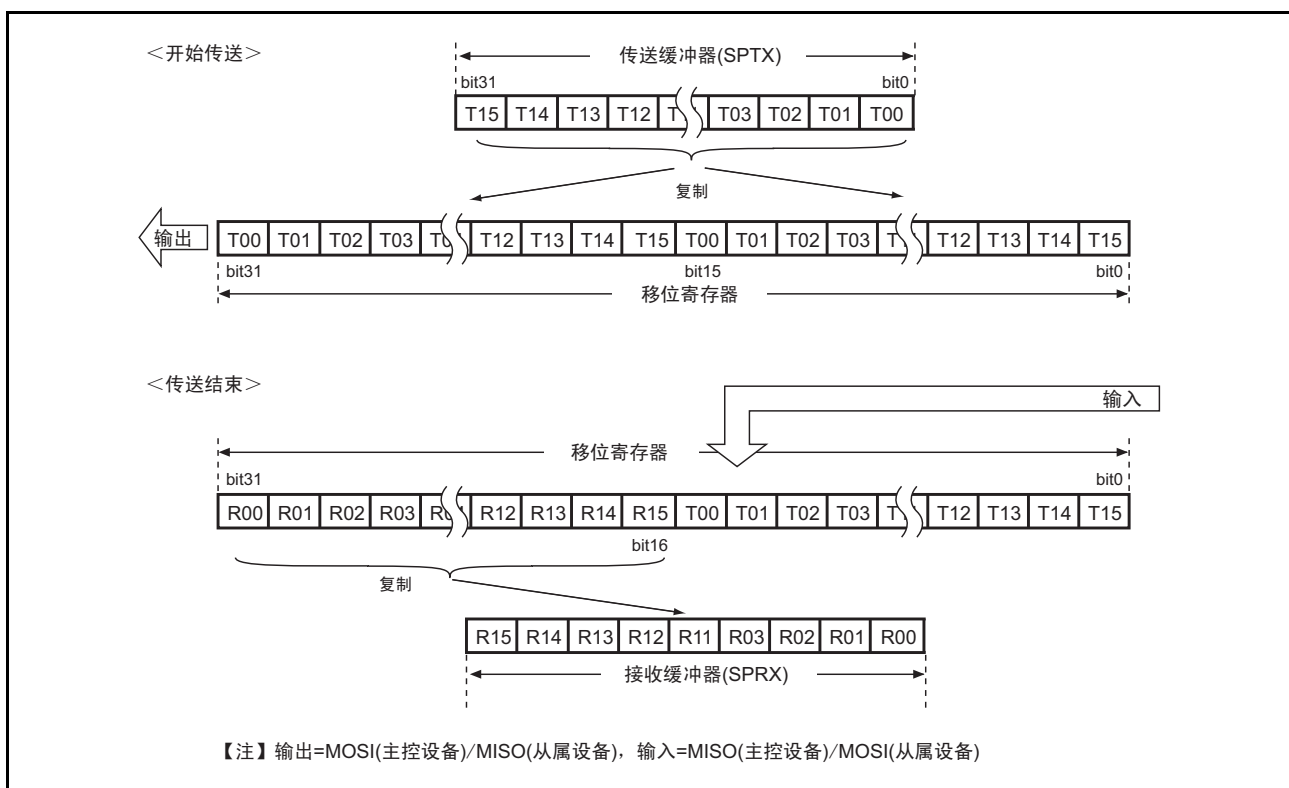 ＜开始传送＞
传送缓冲器(SPTX)
bit31 bit0
T15 T14 T13 T12 T03 T02 T01 T00
复制
输出 T00 T01 T02 T03 T12 T13 T14 T15 T00 T01 T02 T03 T12 T13 T14 T15
bit31 bit15 bit0
移位寄存器
＜传送结束＞
输入
移位寄存器
bit31 bit0
R00 R01 R02 R03 R12 R13 R14 R15 T00 T01 T02 T03 T12 T13 T14 T15
bit16
复制
R15 R14 R13 R12 R11 R03 R02 R01 R00
接收缓冲器(SPRX)
【注】输出=MOSI(主控设备)/MISO(从属设备)，输入=MISO(主控设备)/MOSI(从属设备)